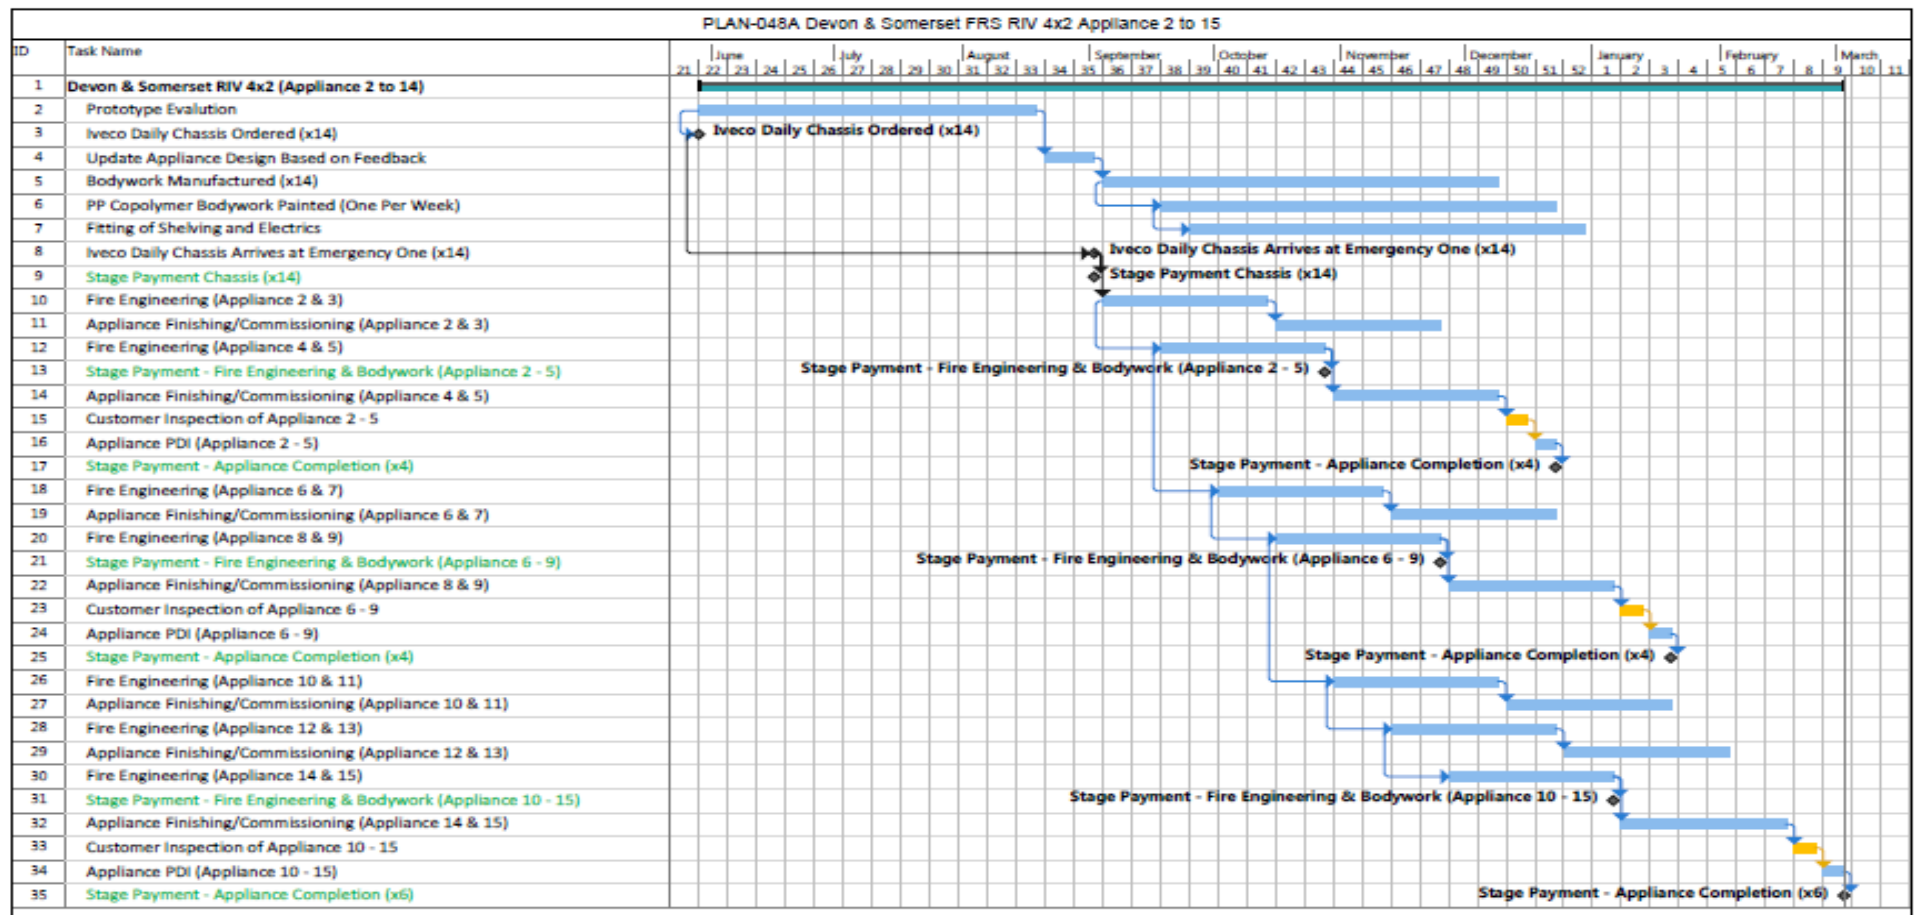 PLAN-048A Devon & Somerset FRS RIV 4x2 Appliance 2 to 15
ID Task Name June July August September October November December January February March
21 22 23 24 25 26 27 28 29 30 31 32 33 34 35 36 37 38 39 40 41 42 43 44 45 46 47 48 49 50 51 52 1 2 3 4 5 6 7 8 9 10 11
1 Devon & Somerset RIV 4x2 (Appliance 2 to 14)
2 Prototype Evalution
3 Iveco Daily Chassis Ordered (x14) Iveco Daily Chassis Ordered (x14)
4 Update Appliance Design Based on Feedback
5 Bodywork Manufactured (x14)
6 PP Copolymer Bodywork Painted (One Per Week)
7 Fitting of Shelving and Electrics
8 Iveco Daily Chassis Arrives at Emergency One (x14) Iveco Daily Chassis Arrives at Emergency One (x14)
9 Stage Payment Chassis (x14) Stage Payment Chassis (x14)
10 Fire Engineering (Appliance 2 & 3)
11 Appliance Finishing/Commissioning (Appliance 2 & 3)
12 Fire Engineering (Appliance 4 & 5)
13 Stage Payment - Fire Engineering & Bodywork (Appliance 2 - 5) Stage Payment - Fire Engineering & Bodywork (Appliance 2 - 5)
14 Appliance Finishing/Commissioning (Appliance 4 & 5)
15 Customer Inspection of Appliance 2 - 5
16 Appliance PDI (Appliance 2 - 5)
17 Stage Payment - Appliance Completion (x4) Stage Payment - Appliance Completion (x4)
18 Fire Engineering (Appliance 6 & 7)
19 Appliance Finishing/Commissioning (Appliance 6 & 7)
20 Fire Engineering (Appliance 8 & 9)
21 Stage Payment - Fire Engineering & Bodywork (Appliance 6 - 9) Stage Payment - Fire Engineering & Bodywork (Appliance 6 - 9)
22 Appliance Finishing/Commissioning (Appliance 8 & 9)
23 Customer Inspection of Appliance 6 - 9
24 Appliance PDI (Appliance 6 - 9)
25 Stage Payment - Appliance Completion (x4) Stage Payment - Appliance Completion (x4)
26 Fire Engineering (Appliance 10 & 11)
27 Appliance Finishing/Commissioning (Appliance 10 & 11)
28 Fire Engineering (Appliance 12 & 13)
29 Appliance Finishing/Commissioning (Appliance 12 & 13)
30 Fire Engineering (Appliance 14 & 15)
31 Stage Payment - Fire Engineering & Bodywork (Appliance 10 - 15) Stage Payment - Fire Engineering & Bodywork (Appliance 10 - 15)
32 Appliance Finishing/Commissioning (Appliance 14 & 15)
33 Customer Inspection of Appliance 10 - 15
34 Appliance PDI (Appliance 10 - 15)
35 Stage Payment - Appliance Completion (x6) Stage Payment - Appliance Completion (x6)